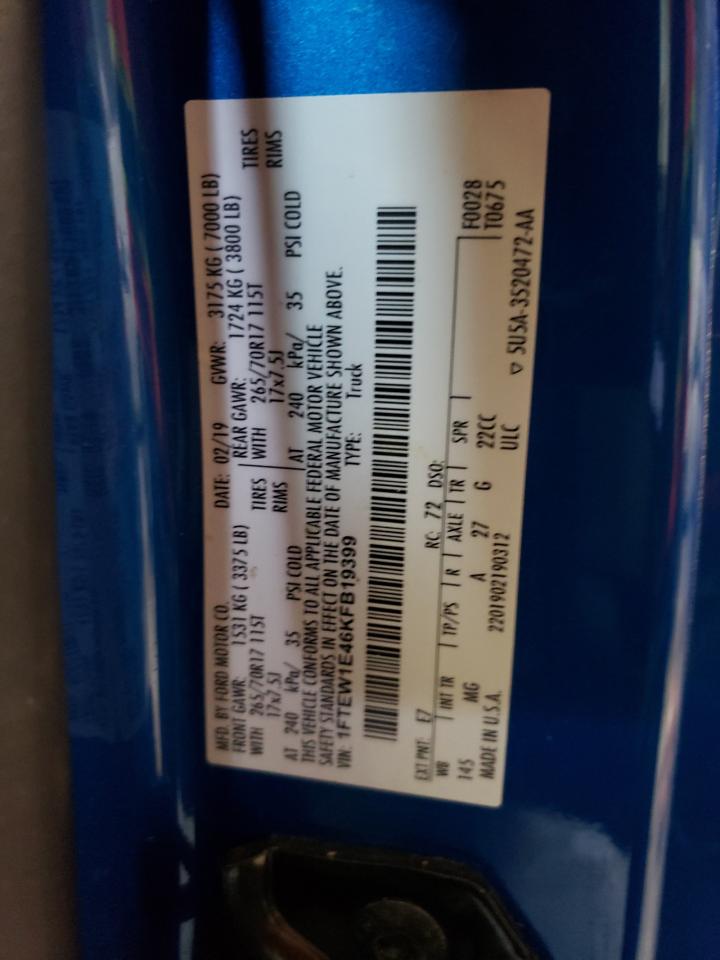 MFD. BY FORD MOTOR CO.
DATE: 02/19 GVWR: 3175 KG ( 7000 LB)
FRONT GAWR: 1531 KG ( 3375 LB) REAR GAWR: 1724 KG ( 3800 LB)
WITH 265/70R17 115T TIRES WITH 265/70R17 115T TIRES
17x7.5J RIMS 17x7.5J RIMS
AT 240 kPa/ 35 PSI COLD AT 240 kPa/ 35 PSI COLD
THIS VEHICLE CONFORMS TO ALL APPLICABLE FEDERAL MOTOR VEHICLE
SAFETY STANDARDS IN EFFECT ON THE DATE OF MANUFACTURE SHOWN ABOVE.
VIN: 1FTEW1E46KFB19399 TYPE: Truck
EXT PNT: E7 RC: 72 DSO:
WB INT TR TP/PS R AXLE TR SPR F0028
145 MG A 27 G 22CC T0675
MADE IN U.S.A. 2201902190312 ULC
▽ 5U5A-3520472-AA